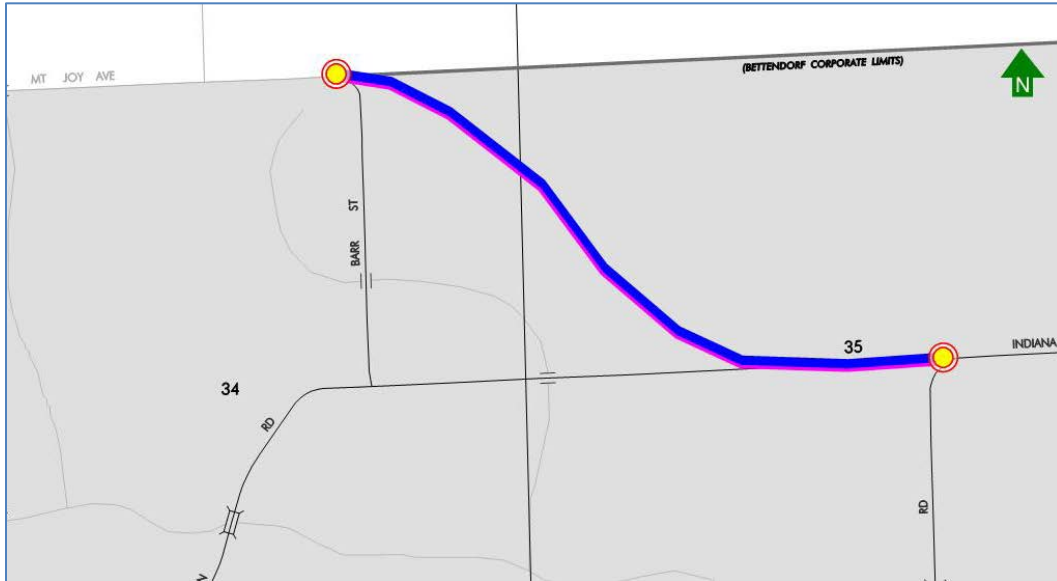 MT JOY AVE
(BETTENDORF CORPORATE LIMITS)
N
BARR ST
35
INDIANA
34
RD
RD